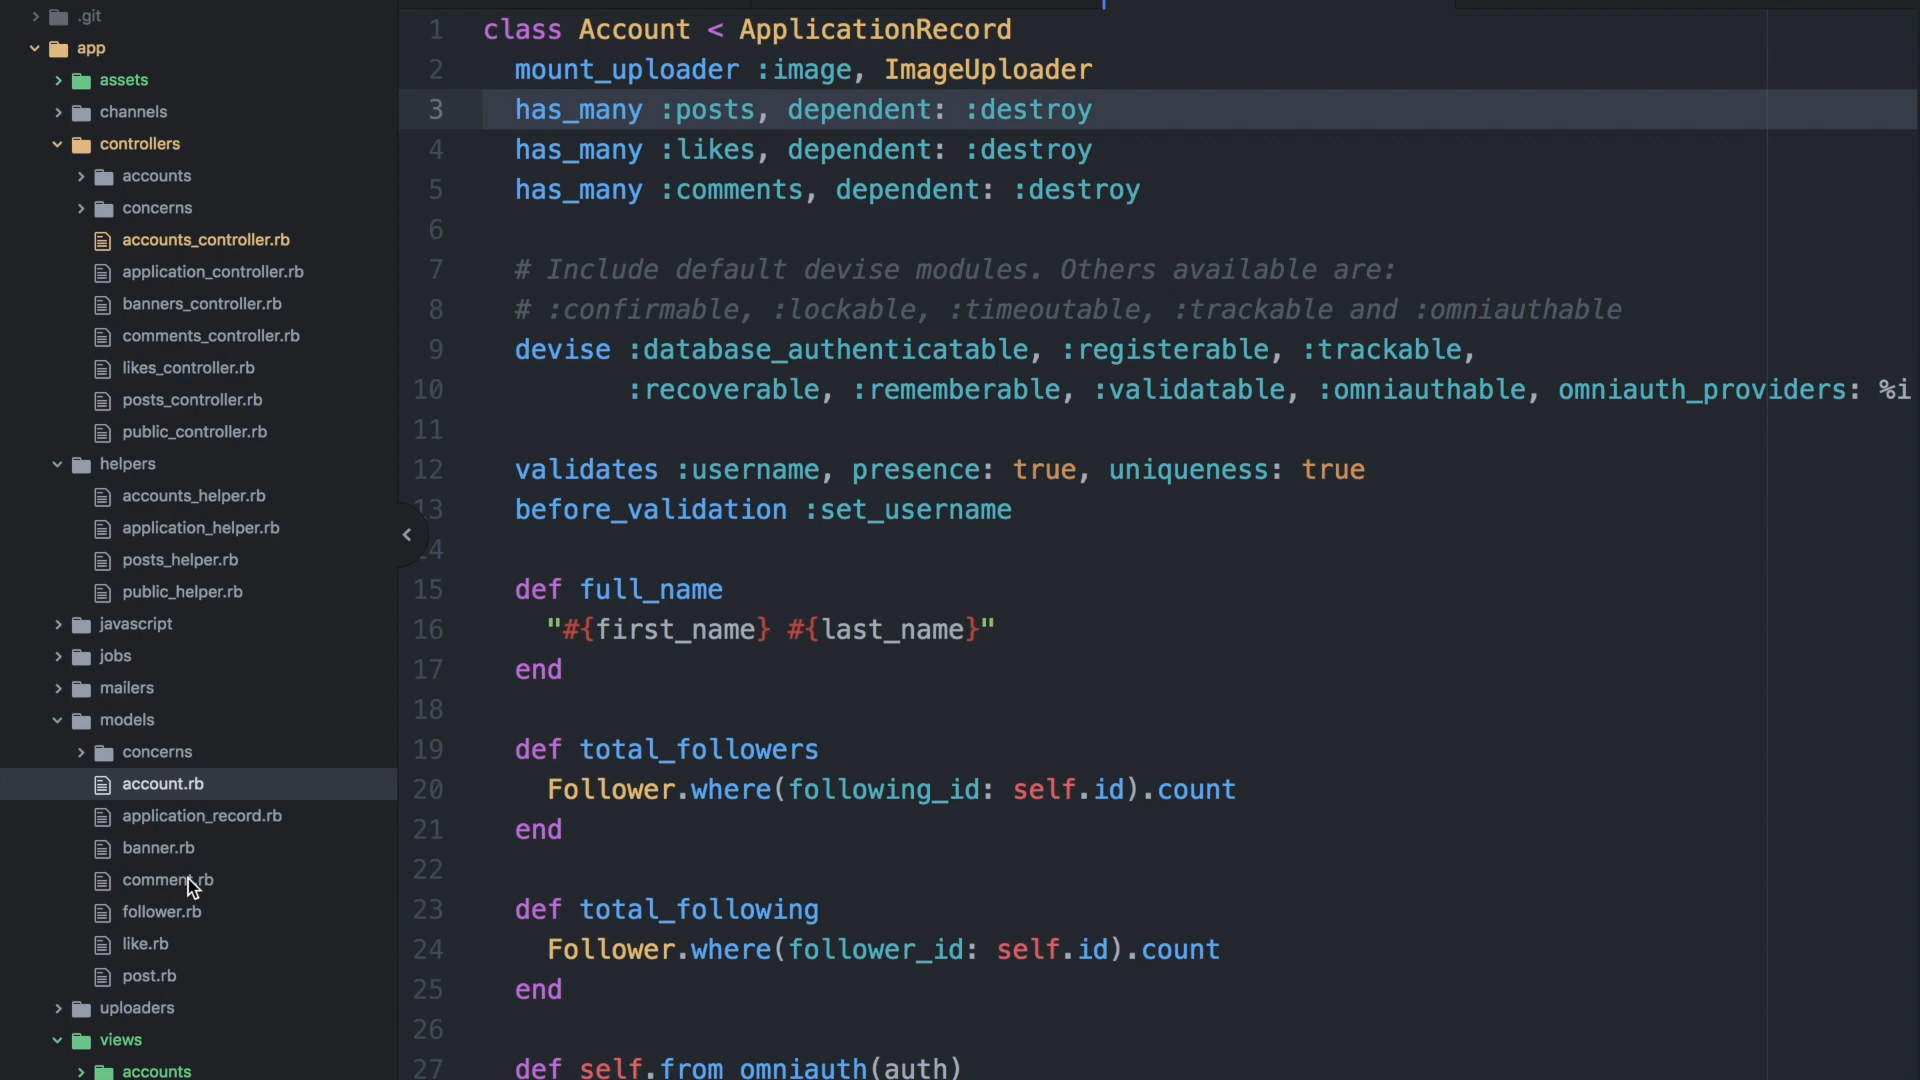 .git
app
assets
channels
controllers
accounts
concerns
accounts_controller.rb
application_controller.rb
banners_controller.rb
comments_controller.rb
likes_controller.rb
posts_controller.rb
public_controller.rb
helpers
accounts_helper.rb
application_helper.rb
posts_helper.rb
public_helper.rb
javascript
jobs
mailers
models
concerns
account.rb
application_record.rb
banner.rb
comment.rb
follower.rb
like.rb
post.rb
uploaders
views
accounts
1 class Account < ApplicationRecord
2 mount_uploader :image, ImageUploader
3 has_many :posts, dependent: :destroy
4 has_many :likes, dependent: :destroy
5 has_many :comments, dependent: :destroy
6
7 # Include default devise modules. Others available are:
8 # :confirmable, :lockable, :timeoutable, :trackable and :omniauthable
9 devise :database_authenticatable, :registerable, :trackable,
10 :recoverable, :rememberable, :validatable, :omniauthable, omniauth_providers: %i
11
12 validates :username, presence: true, uniqueness: true
13 before_validation :set_username
14
15 def full_name
16 "#{first_name} #{last_name}"
17 end
18
19 def total_followers
20 Follower.where(following_id: self.id).count
21 end
22
23 def total_following
24 Follower.where(follower_id: self.id).count
25 end
26
27 def self.from_omniauth(auth)